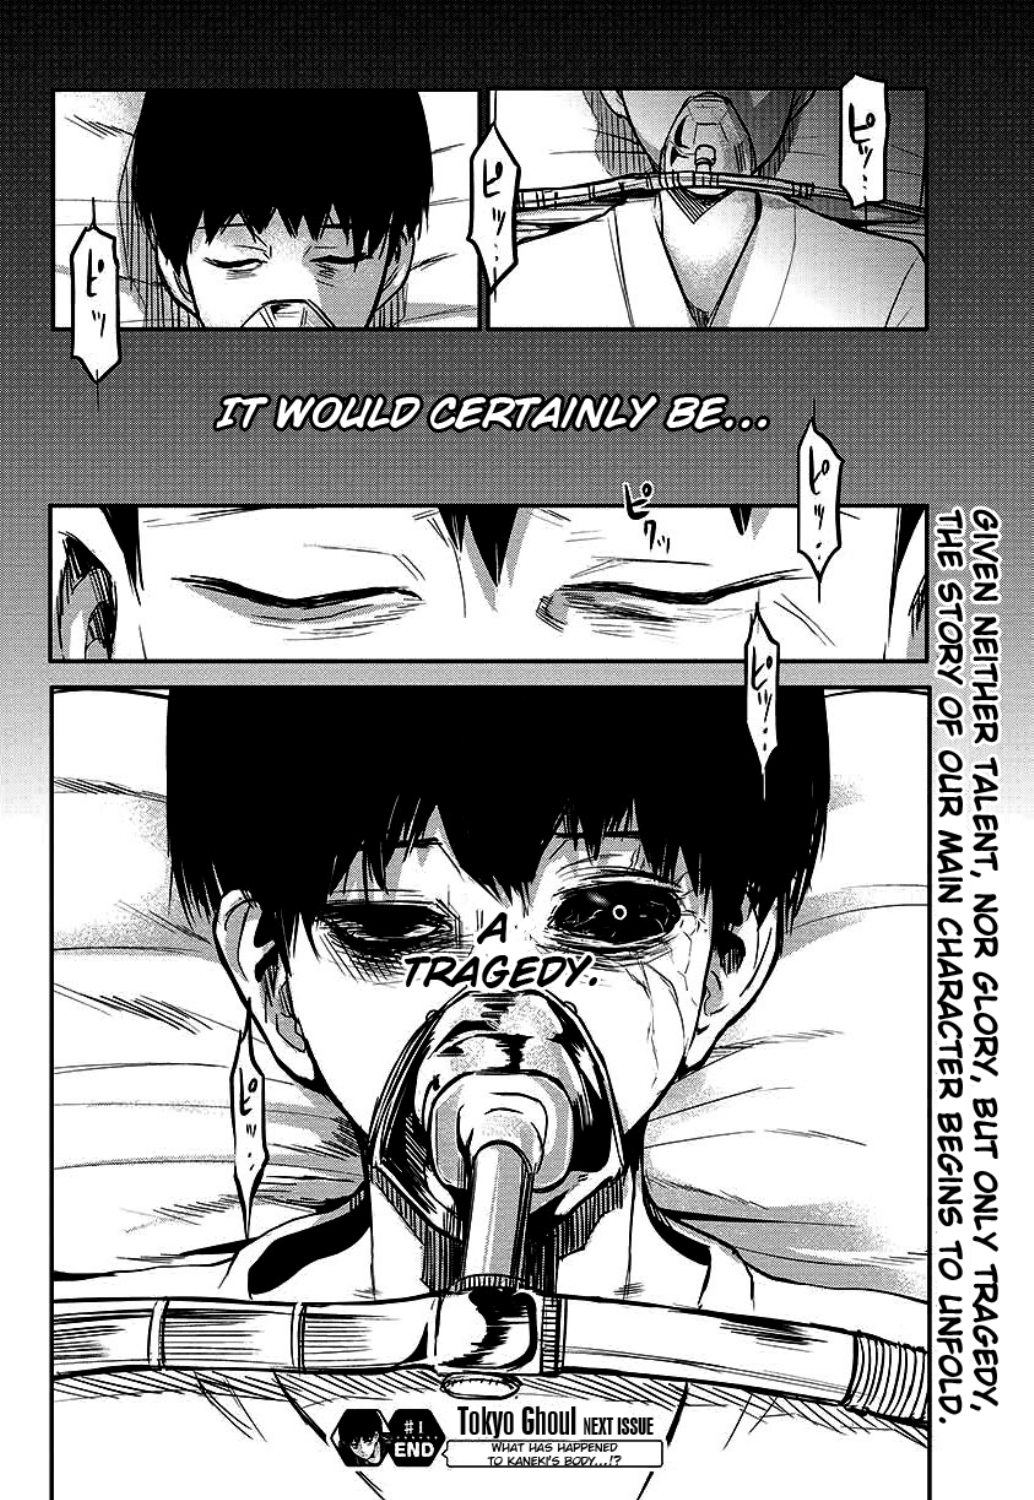 ピッ…
ピッ…
ピッ…
IT WOULD CERTAINLY BE...
ピッ…
ピクッ
ピッ…
A
TRAGEDY.
ピッ…
GIVEN NEITHER TALENT, NOR GLORY, BUT ONLY TRAGEDY,
THE STORY OF OUR MAIN CHARACTER BEGINS TO UNFOLD.
#1
END
Tokyo Ghoul NEXT ISSUE
WHAT HAS HAPPENED
TO KANEKI'S BODY...!?